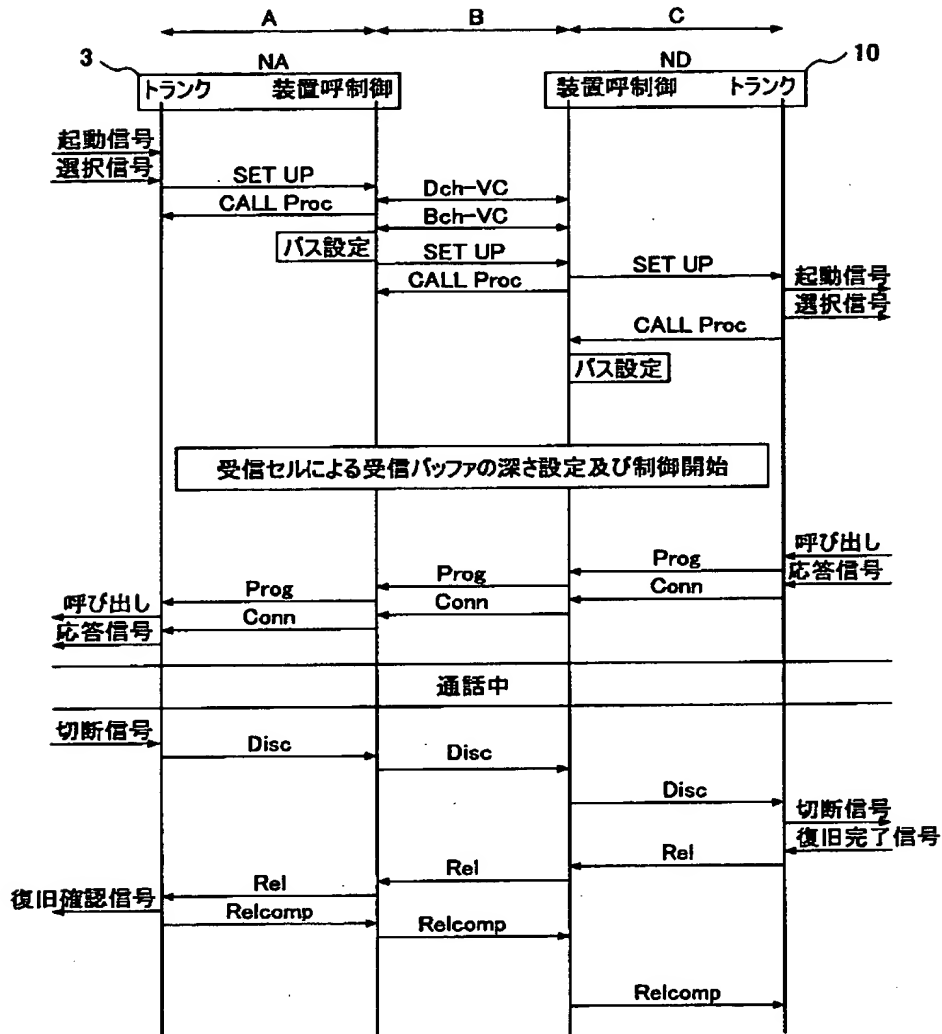 A B C
3 NA ND 10
トランク 装置呼制御 装置呼制御 トランク
起動信号
選択信号
SET UP
Dch-VC
CALL Proc
Bch-VC
パス設定
SET UP
SET UP
CALL Proc
起動信号
選択信号
CALL Proc
パス設定
受信セルによる受信バッファの深さ設定及び制御開始
呼び出し
Prog
応答信号
Prog
Conn
Prog
呼び出し
Conn
Conn
応答信号
通話中
切断信号
Disc
Disc
Disc
切断信号
復旧完了信号
Rel
Rel
Rel
復旧確認信号
Relcomp
Relcomp
Relcomp